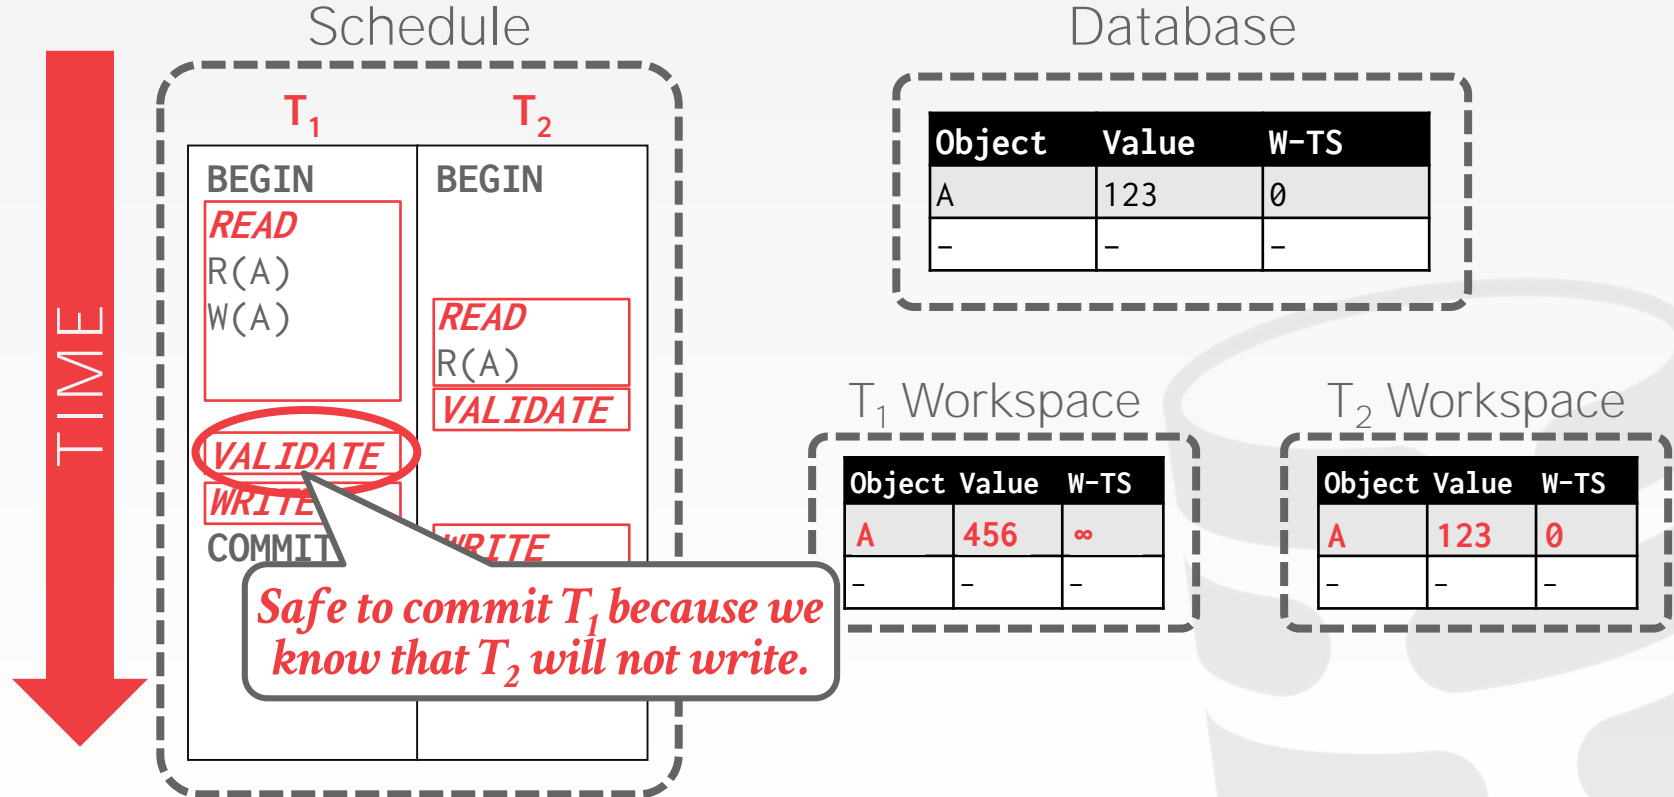 Schedule
Database
TIME
T1
T2
BEGIN
READ
R(A)
W(A)
VALIDATE
WRITE
COMMIT
BEGIN
READ
R(A)
VALIDATE
WRITE
Safe to commit T1 because we
know that T2 will not write.
Object Value W-TS
A 123 0
- - -
T1 Workspace
Object Value W-TS
A 456 ∞
- - -
T2 Workspace
Object Value W-TS
A 123 0
- - -